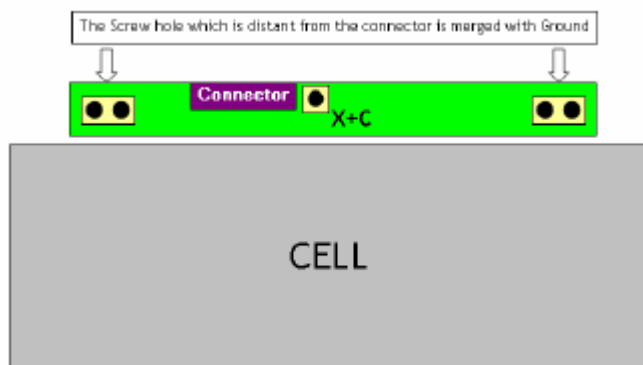 The Screw hole which is distant from the connector is merged with Ground
Connector
X+C
CELL